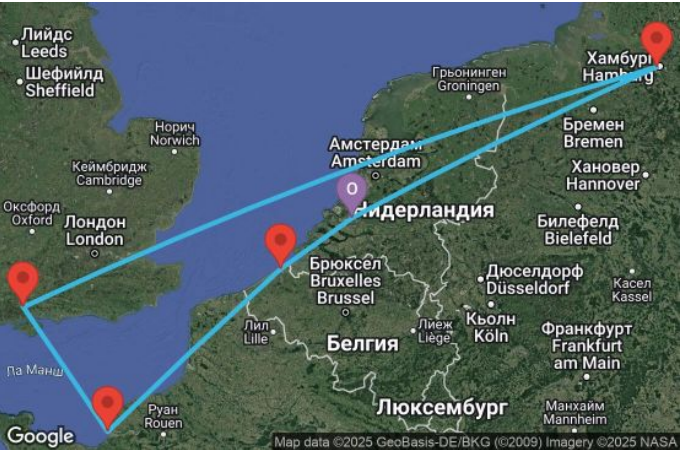 Лийдс
Leeds
Шефийлд
Sheffield
Хамбург
Hamburg
Грьонинген
Groningen
Норич
Norwich
Бремен
Bremen
Амстердам
Amsterdam
Кеймбридж
Cambridge
Хановер
Hannover
Оксфорд
Oxford
O
Лондон
London
Нидерландия
Билефелд
Bielefeld
Брюксел
Bruxelles
Brussel
Дюселдорф
Düsseldorf
Касел
Kassel
Лил
Lille
Лиеж
Liège
Кьолн
Köln
Белгия
Франкфурт
Frankfurt
am Main
Ла Манш
Люксембург
Руан
Rouen
Манхайм
Mannheim
Google
Map data ©2025 GeoBasis-DE/BKG (©2009) Imagery ©2025 NASA